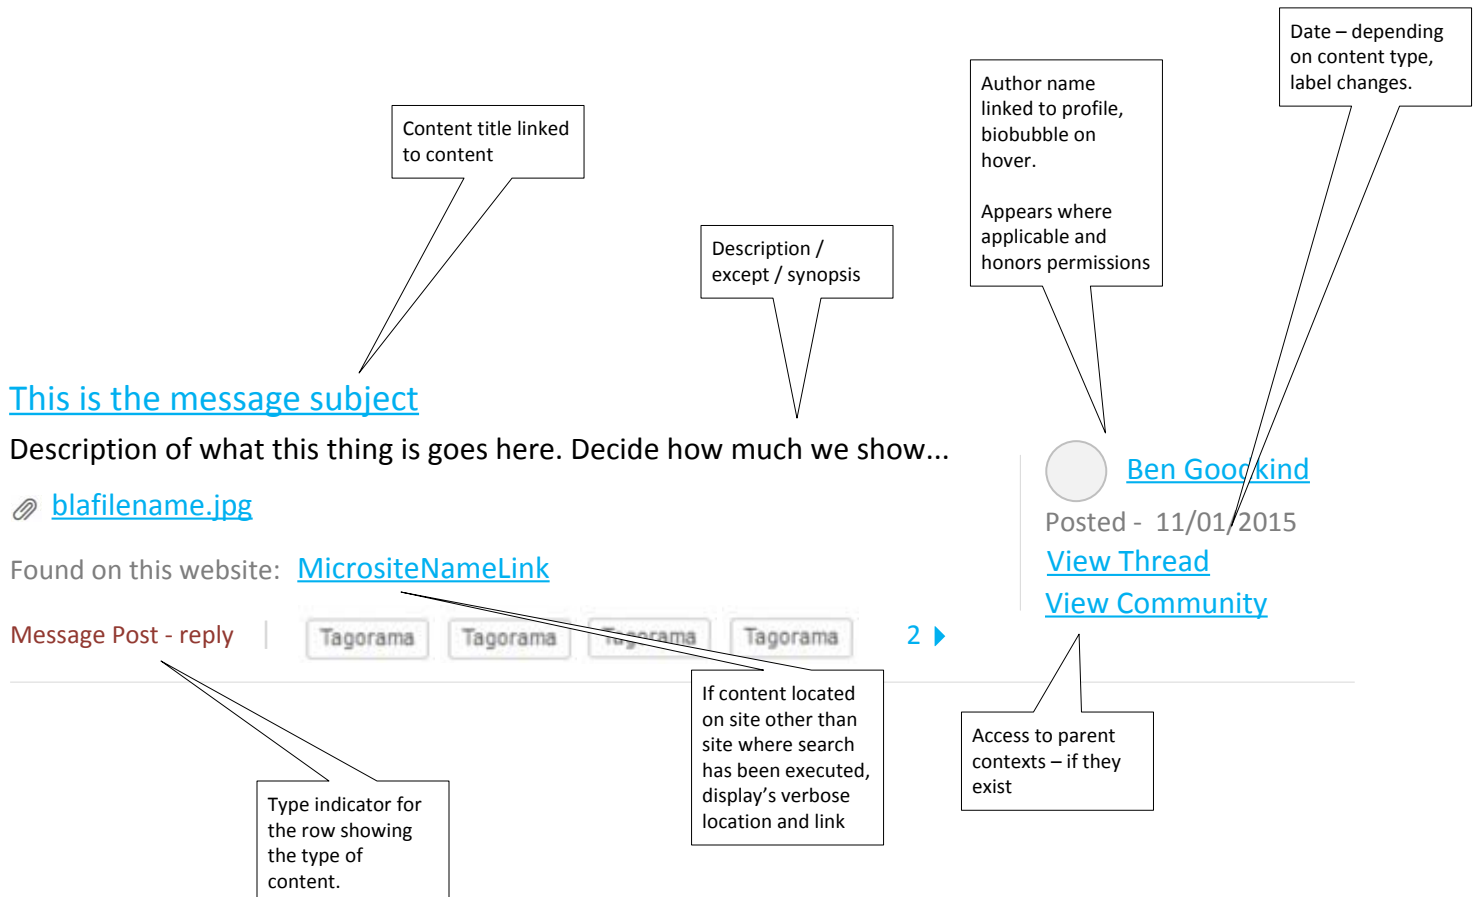 Date – depending
on content type,
label changes.
Author name
linked to profile,
biobubble on
hover.
Appears where
applicable and
honors permissions
Content title linked
to content
Description /
except / synopsis
This is the message subject
Description of what this thing is goes here. Decide how much we show...
blafilename.jpg
Found on this website: MicrositeNameLink
Message Post - reply
Tagorama Tagorama Tagorama Tagorama 2
Ben Goodkind
Posted - 11/01/2015
View Thread
View Community
If content located
on site other than
site where search
has been executed,
display's verbose
location and link
Access to parent
contexts – if they
exist
Type indicator for
the row showing
the type of
content.